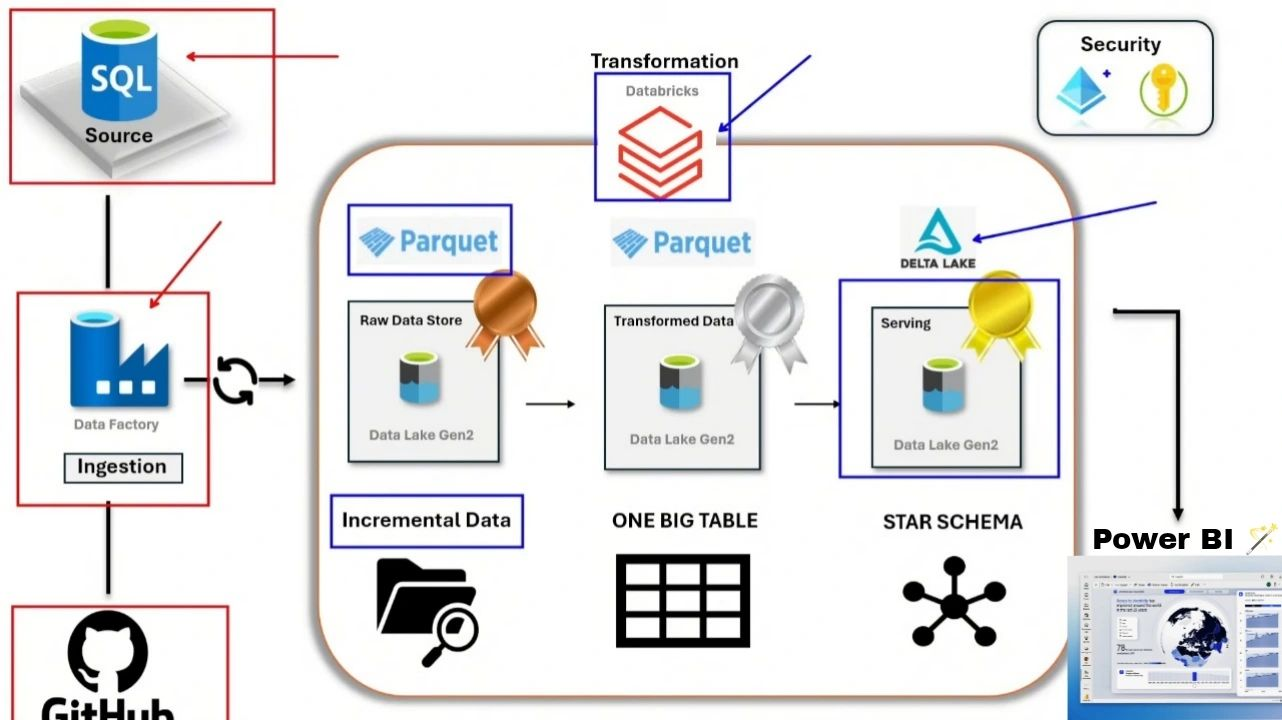 SQL
Source
Transformation
Databricks
Security
Parquet
Parquet
DELTA LAKE
Raw Data Store
Transformed Data
Serving
Data Lake Gen2
Data Lake Gen2
Data Lake Gen2
Data Factory
Ingestion
Incremental Data
ONE BIG TABLE
STAR SCHEMA
Power BI
78
GitHub